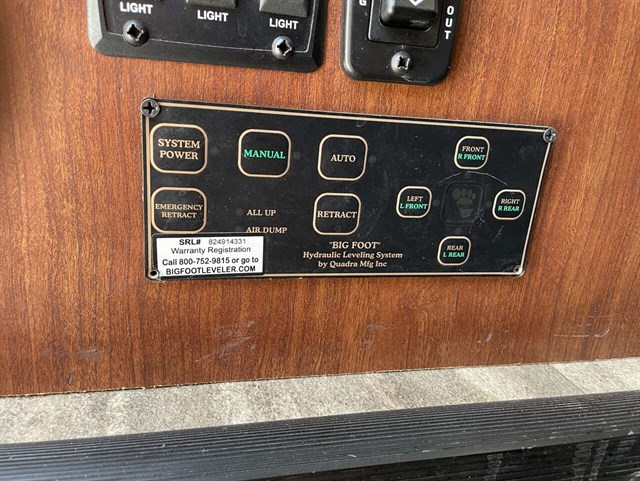 LIGHT
LIGHT
LIGHT
OUT
SYSTEM
POWER
MANUAL
AUTO
FRONT
R FRONT
EMERGENCY
RETRACT
ALL UP
AIR DUMP
RETRACT
LEFT
L FRONT
RIGHT
R REAR
REAR
L REAR
"BIG FOOT"
Hydraulic Leveling System
by Quadra Mfg Inc
SRL# 824914331
Warranty Registration
Call 800-752-9815 or go to
BIGFOOTLEVELER.COM